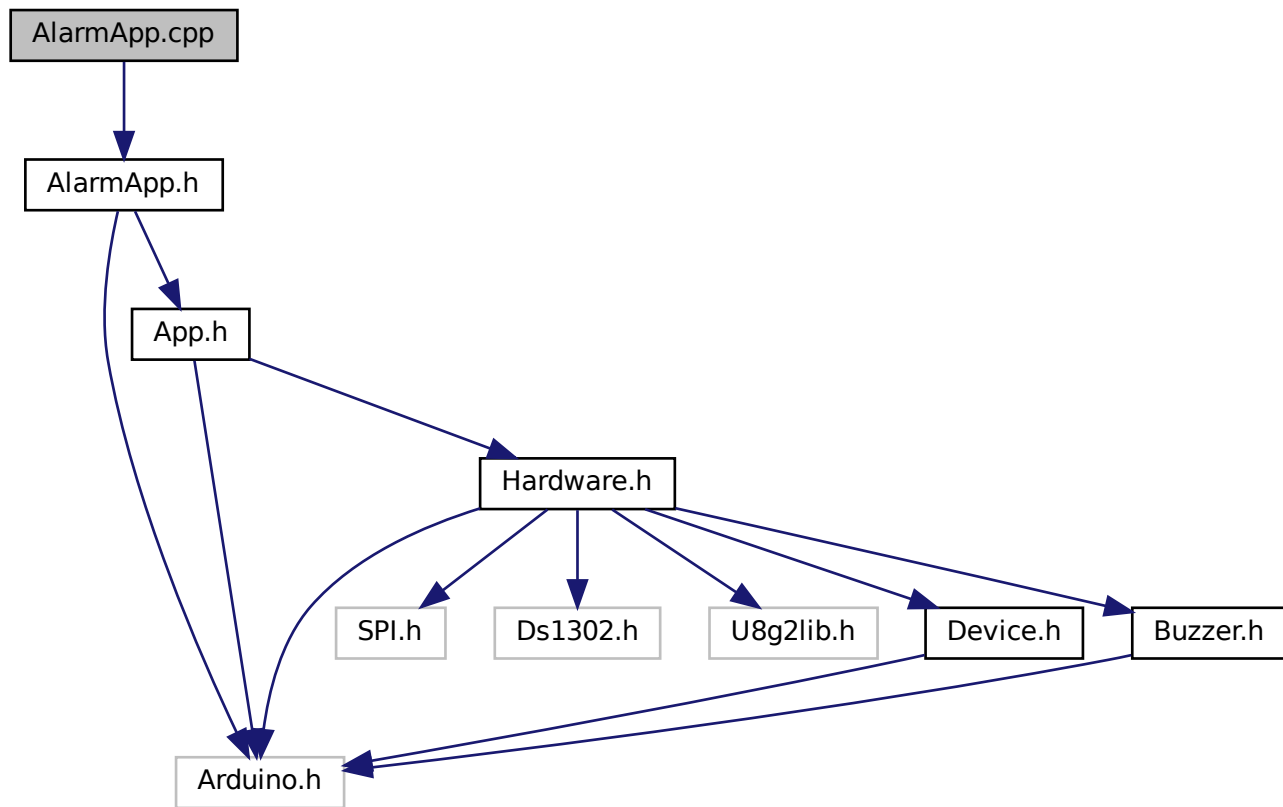 AlarmApp.cpp
AlarmApp.h
App.h
Hardware.h
SPI.h
Ds1302.h
U8g2lib.h
Device.h
Buzzer.h
Arduino.h